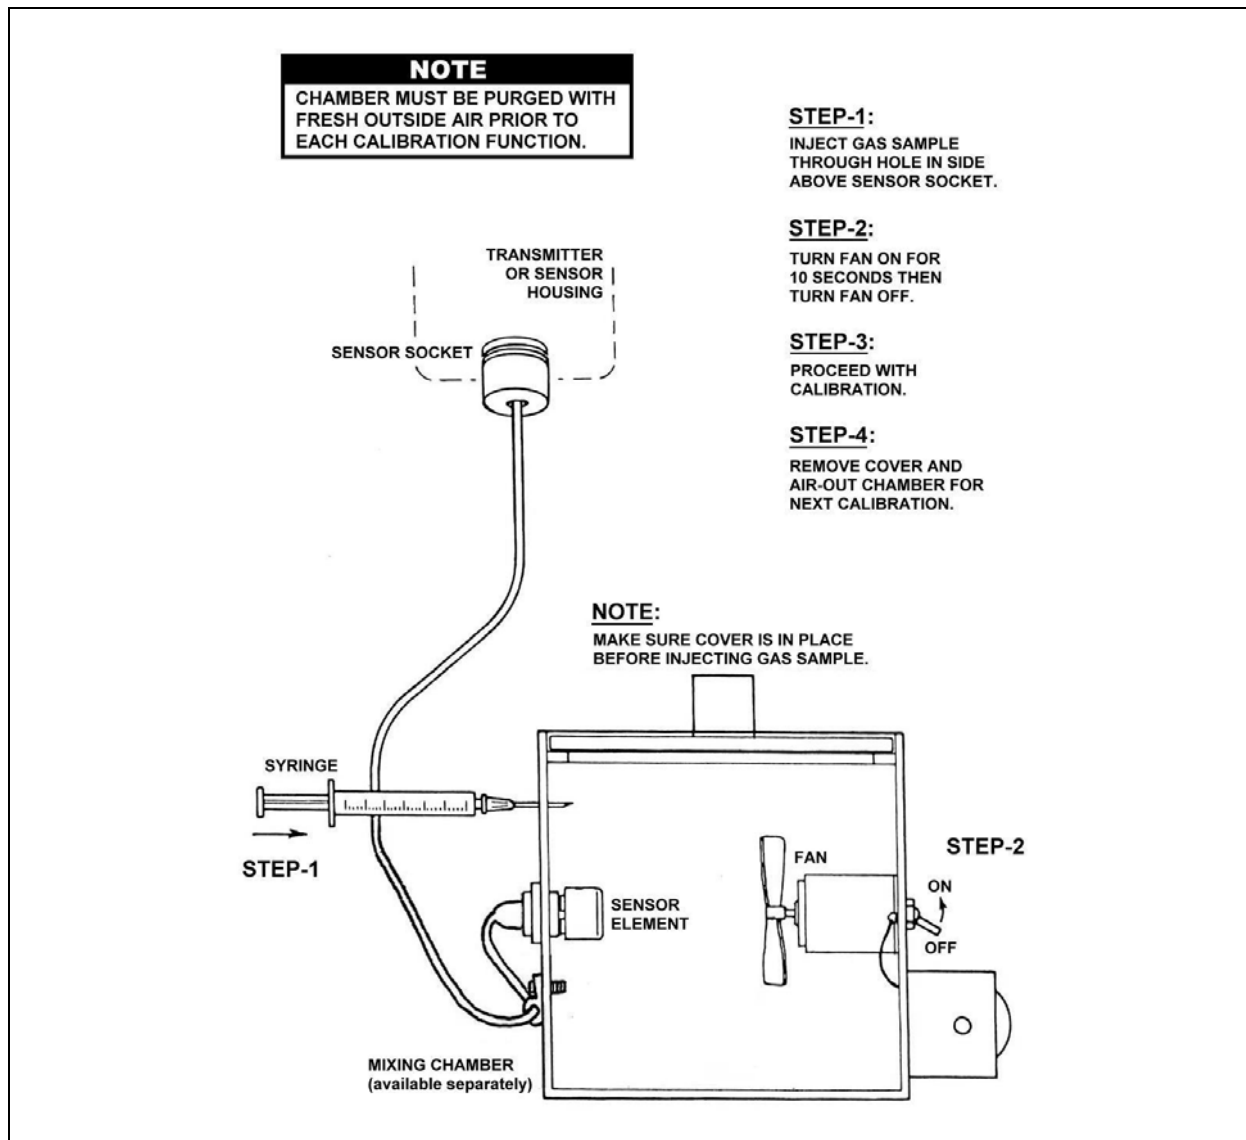 NOTE
CHAMBER MUST BE PURGED WITH
FRESH OUTSIDE AIR PRIOR TO
EACH CALIBRATION FUNCTION.
STEP-1:
INJECT GAS SAMPLE
THROUGH HOLE IN SIDE
ABOVE SENSOR SOCKET.
STEP-2:
TURN FAN ON FOR
10 SECONDS THEN
TURN FAN OFF.
STEP-3:
PROCEED WITH
CALIBRATION.
STEP-4:
REMOVE COVER AND
AIR-OUT CHAMBER FOR
NEXT CALIBRATION.
TRANSMITTER
OR SENSOR
HOUSING
SENSOR SOCKET
NOTE:
MAKE SURE COVER IS IN PLACE
BEFORE INJECTING GAS SAMPLE.
SYRINGE
STEP-1
FAN
STEP-2
ON
OFF
SENSOR
ELEMENT
MIXING CHAMBER
(available separately)